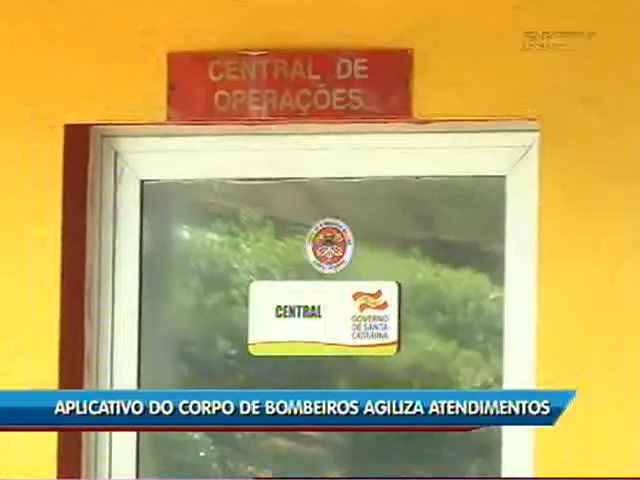 CENTRAL DE
OPERAÇÕES
CENTRAL
GOVERNO
DE SANTA
CATARINA
APLICATIVO DO CORPO DE BOMBEIROS AGILIZA ATENDIMENTOS